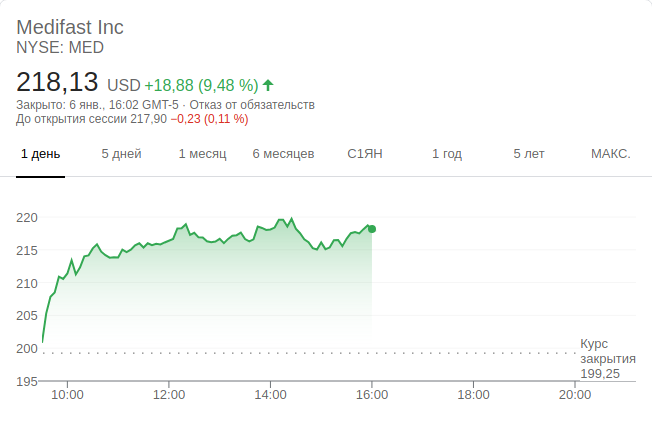 Medifast Inc
NYSE: MED
218,13 USD +18,88 (9,48 %)
Закрыто: 6 янв., 16:02 GMT-5 · Отказ от обязательств
До открытия сессии 217,90 −0,23 (0,11 %)
1 день 5 дней 1 месяц 6 месяцев С1ЯН 1 год 5 лет МАКС.
220
215
210
205
200
Курс
закрытия
199,25
195
10:00 12:00 14:00 16:00 18:00 20:00